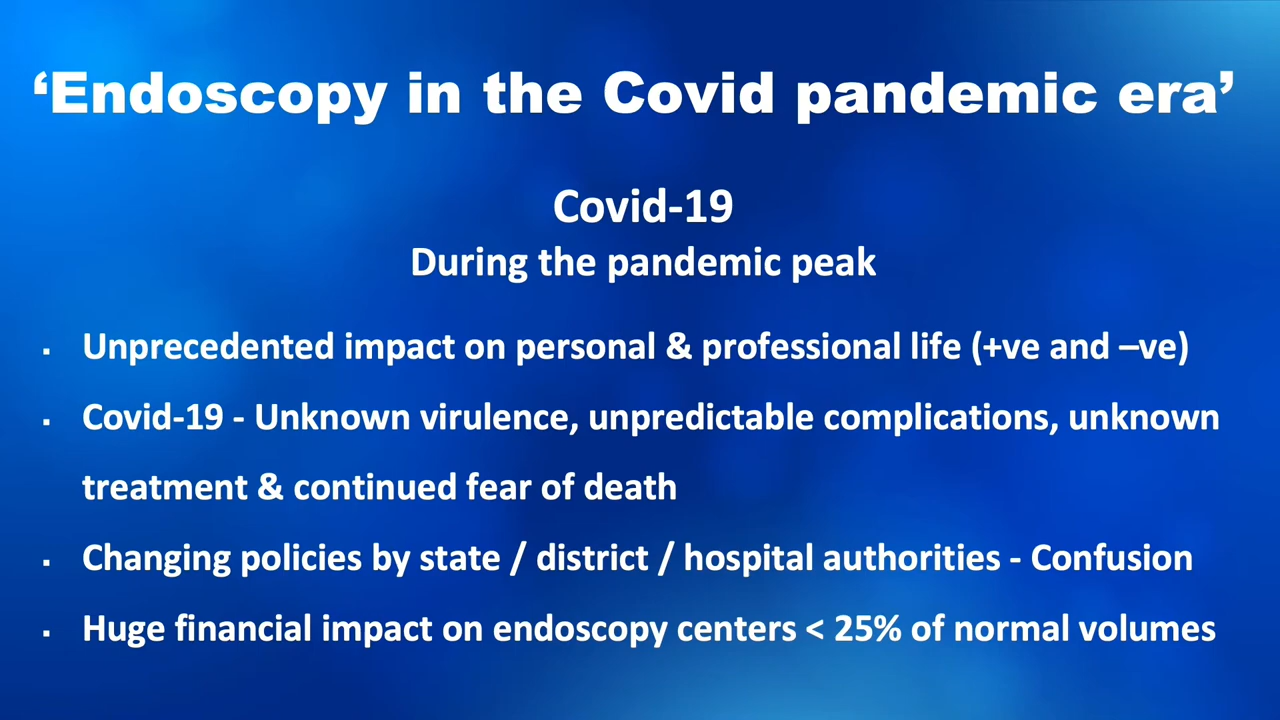 ‘Endoscopy in the Covid pandemic era’
Covid-19
During the pandemic peak
▪ Unprecedented impact on personal & professional life (+ve and –ve)
▪ Covid-19 - Unknown virulence, unpredictable complications, unknown
treatment & continued fear of death
▪ Changing policies by state / district / hospital authorities - Confusion
▪ Huge financial impact on endoscopy centers < 25% of normal volumes